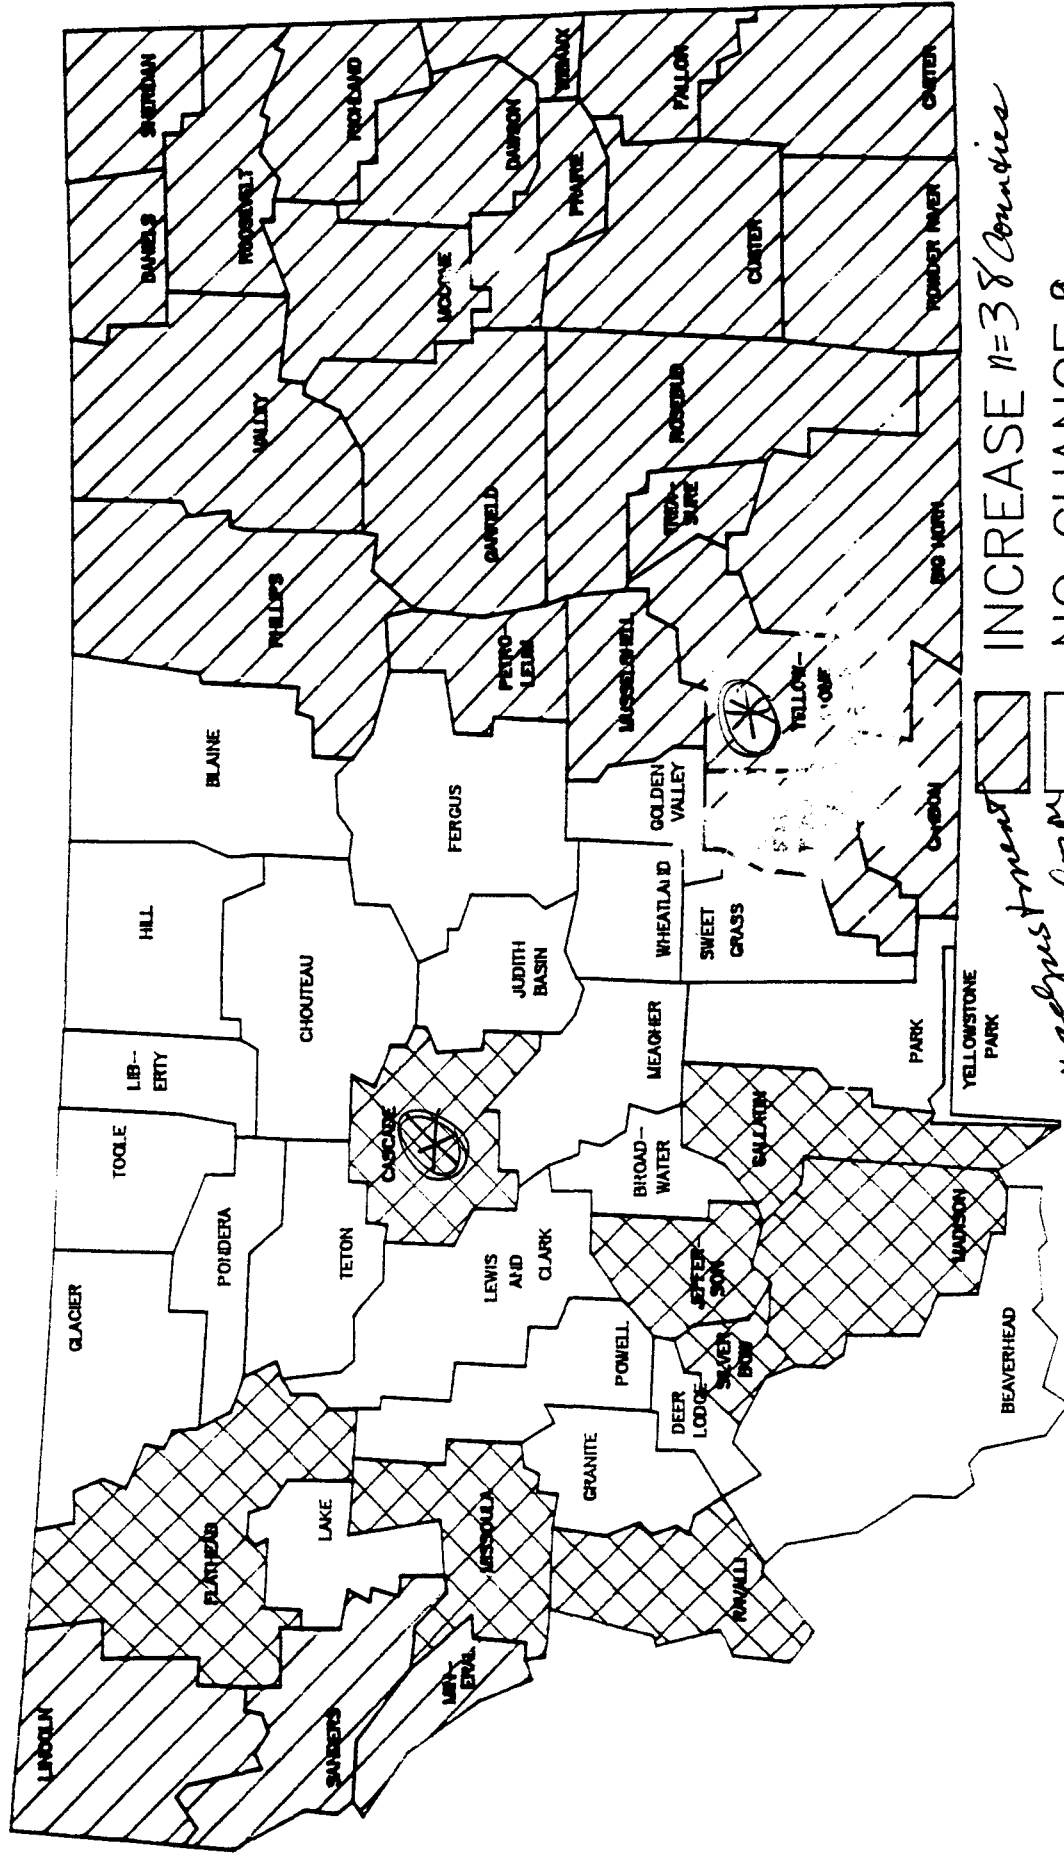 LINCOLN
FLATHEAD
GLACIER
TOOLE
LIB-
ERTY
HILL
BLAINE
PHILLIPS
VALLEY
DANIELS
SHERIDAN
ROOSEVELT
SANDERS
LAKE
PONDERA
TETON
CHOUTEAU
RICHLAND
MIN-
ERAL
MISSOULA
LEWIS
AND
CLARK
CASCADE
JUDITH
BASIN
FERGUS
PETRO
LEUM
GARFIELD
MCCONE
DAWSON
WIBAUX
PRAIRIE
RAVALLI
GRANITE
POWELL
DEER
LODGE
SILVER
BOW
JEFFER-
SON
BROAD-
WATER
MEAGHER
WHEATLAND
GOLDEN
VALLEY
MUSSELSHELL
TREA-
SURE
ROSEBUD
CUSTER
FALLON
BEAVERHEAD
MADISON
GALLATIN
PARK
YELLOWSTONE
PARK
SWEET
GRASS
YELLOW-
CARBON
BIG HORN
POWDER RIVER
CARTER
INCREASE n=38 Counties